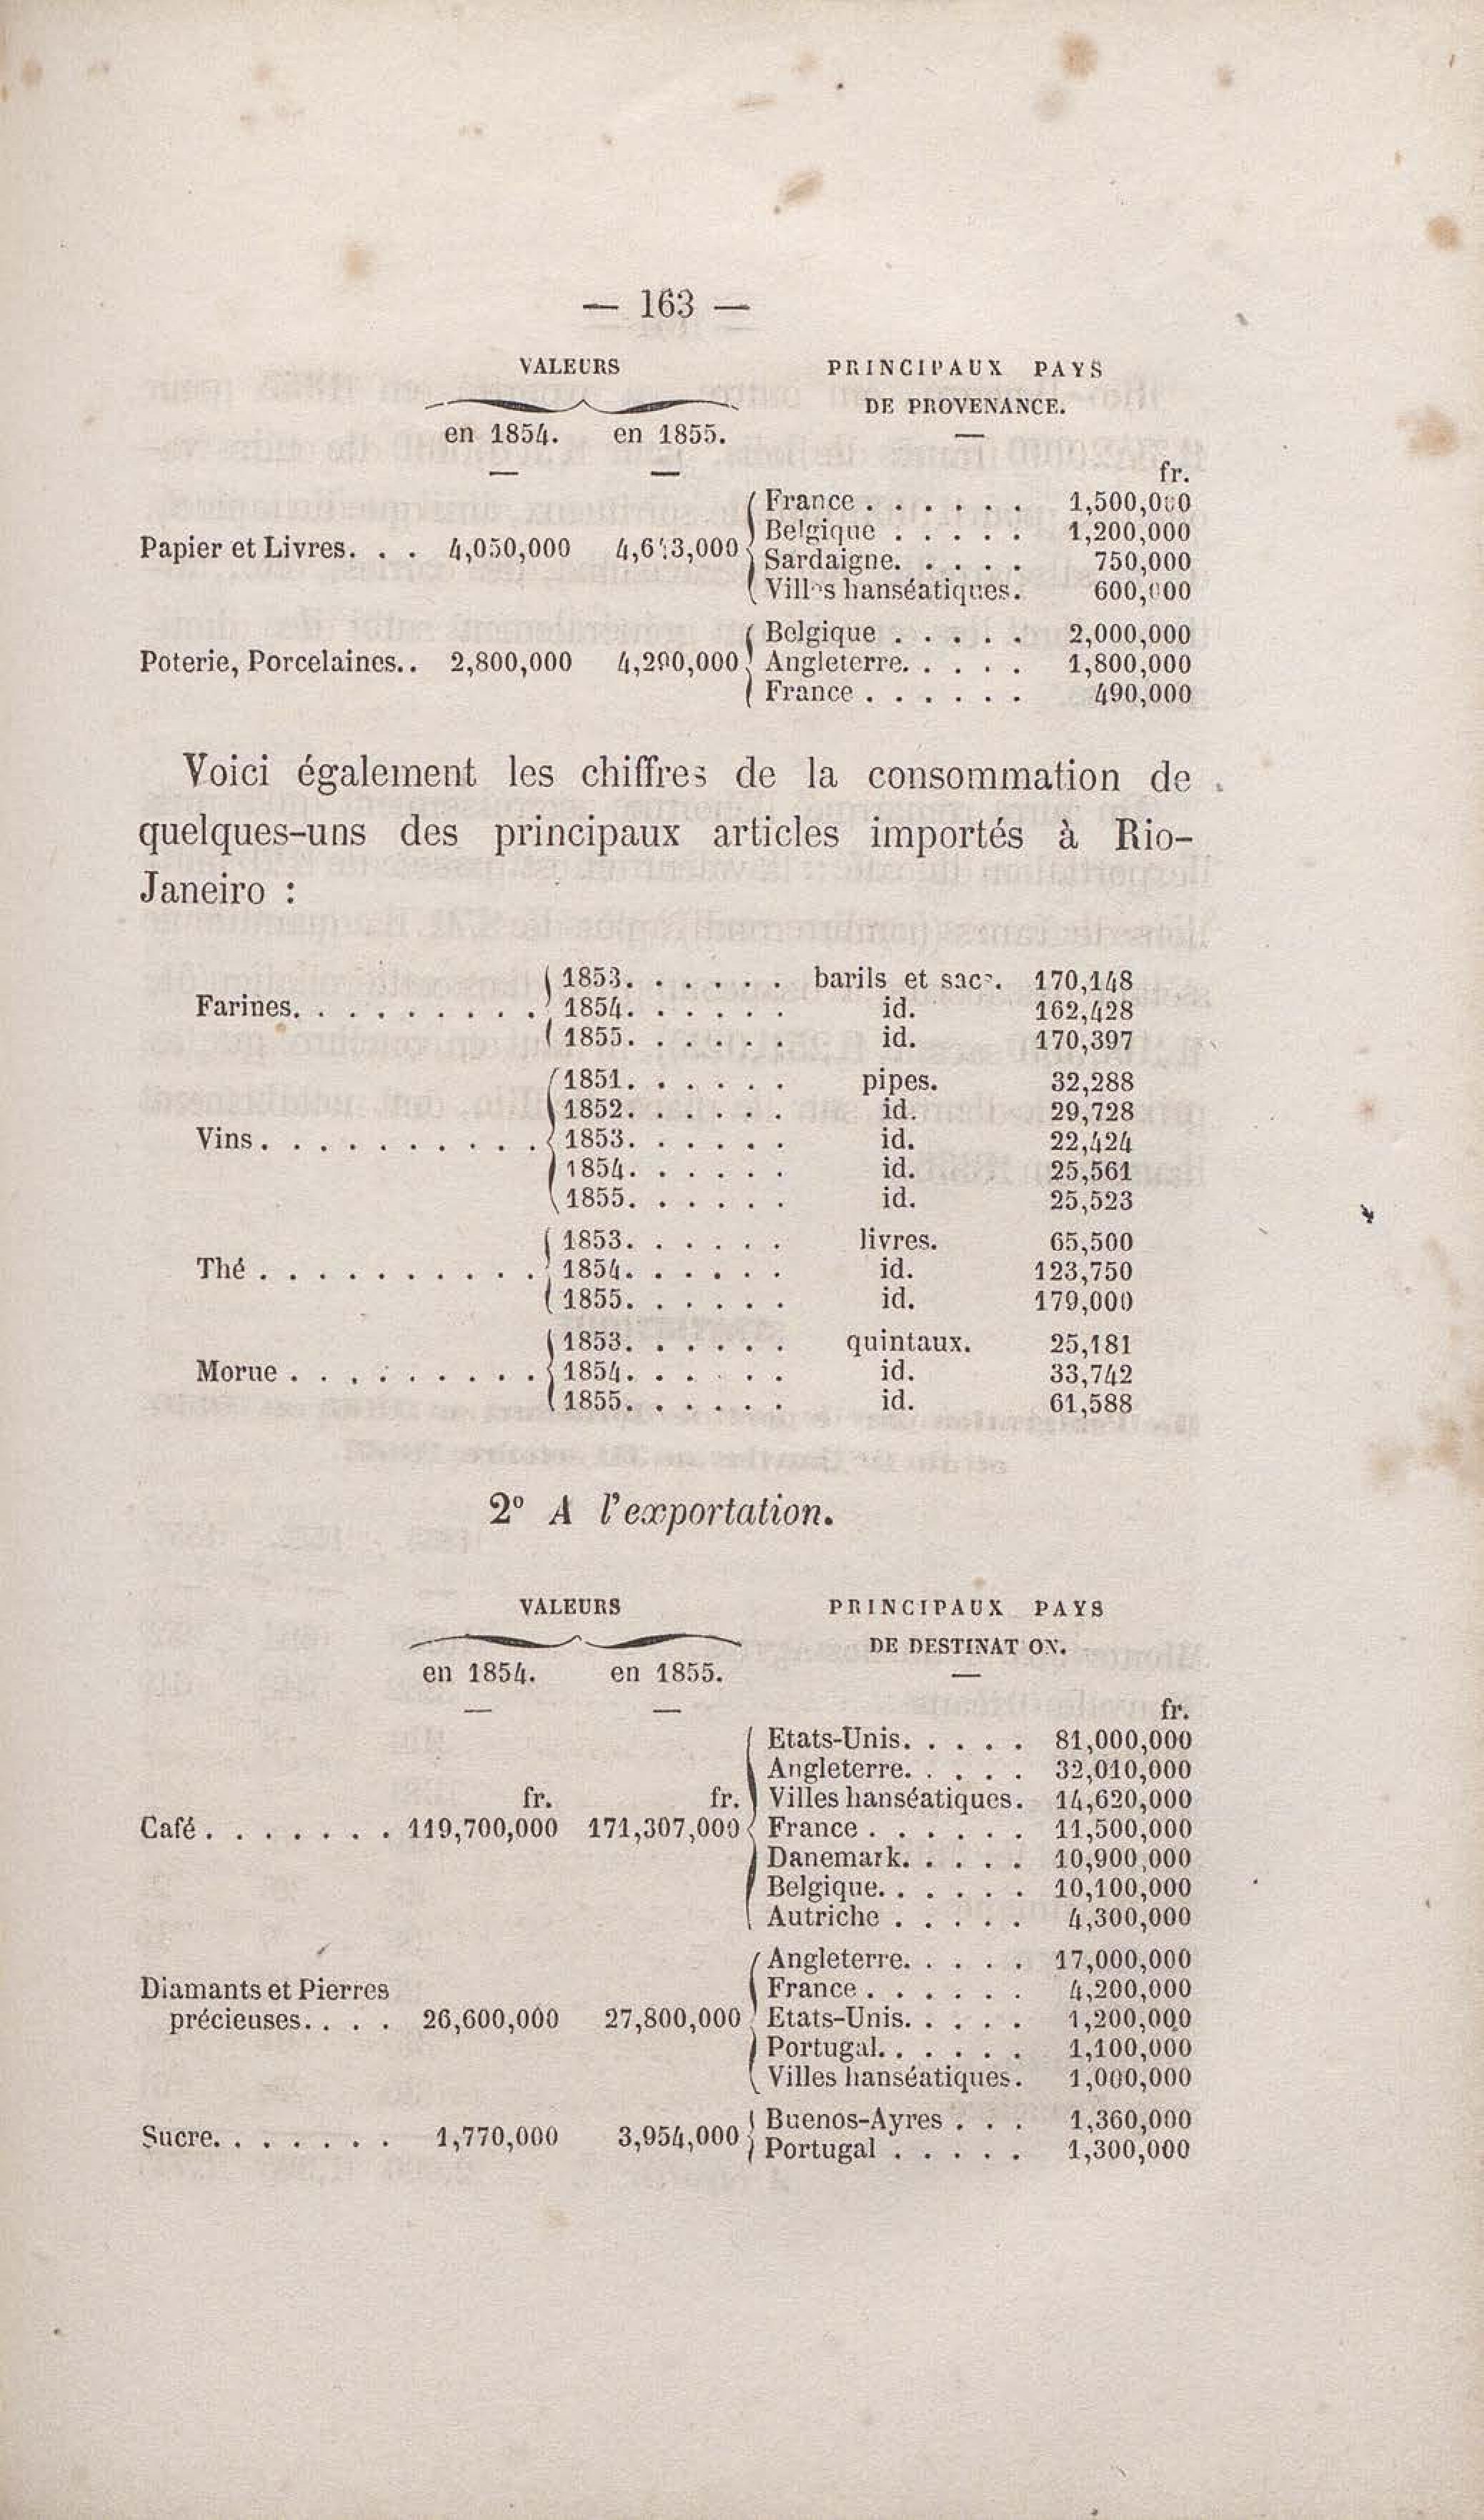 — 163 —
VALEURS PRINCIPAUX PAYS
DE PROVENANCE.
en 1854. en 1855.
fr.
France . . . . . . 1,500,000
Belgique . . . . . 1,200,000
Papier et Livres. . . 4,050,000
Sardaigne. . . . . 750,000
Villes hanséatiques. 600,000
Belgique . . . . . 2,000,000
Poterie, Porcelaines. . 2,800,000 4,290,000 Angleterre. . . . . 1,800,000
France . . . . . . 490,000
Voici également les chiffres de la consommation de
quelques-uns des principaux articles importés à Rio-
Janeiro :
1853. . . . . . barils et sacs. 170,148
Farines. . . . . . . . . 1854. . . . . . id. 162,428
1855. . . . . . id. 170,397
1851. . . . . . pipes. 32,288
1852. . . . . . id. 29,728
Vins . . . . . . . . . . 1853. . . . . . id. 22,424
1854. . . . . . id. 25,561
1855. . . . . . id. 25,523
1853. . . . . . livres. 65,500
Thé . . . . . . . . . . 1854. . . . . . id. 123,750
1855. . . . . . id. 179,000
1853. . . . . . quintaux. 25,181
Morue . . . . . . . . . 1854. . . . . . id. 33,742
1855. . . . . . id. 61,588
2° A l'exportation.
VALEURS PRINCIPAUX PAYS
DE DESTINATION.
en 1854. en 1855.
fr.
Etats-Unis. . . . . 81,000,000
Angleterre. . . . . 32,010,000
fr. fr. Villes hanséatiques. 14,620,000
Café . . . . . . . 119,700,000 171,307,000 France . . . . . . 11,500,000
Danemark. . . . . 10,900,000
Belgique. . . . . . 10,100,000
Autriche . . . . . 4,300,000
Angleterre. . . . . 17,000,000
Diamants et Pierres France . . . . . . 4,200,000
précieuses. . . . 26,600,000 27,800,000 Etats-Unis. . . . . 1,200,000
Portugal. . . . . . 1,100,000
Villes hanséatiques. 1,000,000
Buenos-Ayres . . . 1,360,000
Sucre. . . . . . . 1,770,000 3,954,000
Portugal . . . . . 1,300,000